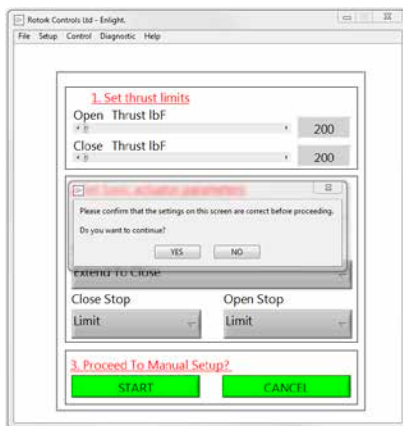 Rotork Controls Ltd - Enlight.
File Setup Control Diagnostic Help
1. Set thrust limits
Open Thrust lbF
200
Close Thrust lbF
200
Please confirm that the settings on this screen are correct before proceeding.
Do you want to continue?
YES NO
Extend To Close
Close Stop Open Stop
Limit Limit
3. Proceed To Manual Setup?
START CANCEL